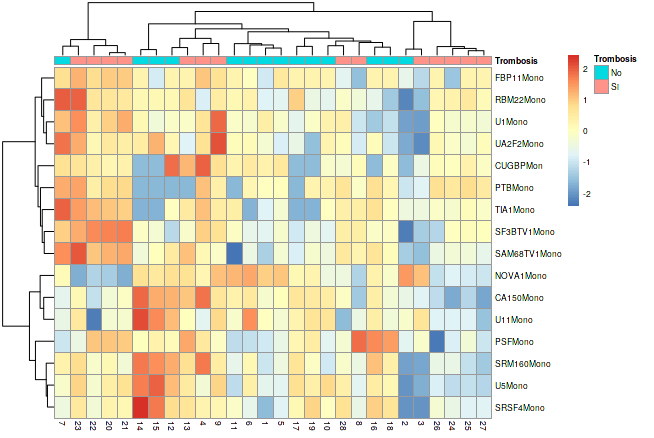 Trombosis
Trombosis
No
SI
2
1
0
-1
-2
FBP11Mono
RBM22Mono
U1Mono
UA2F2Mono
CUGBPMon
PTBMono
TIA1Mono
SF3BTV1Mono
SAM68TV1Mono
NOVA1Mono
CA150Mono
U11Mono
PSFMono
SRM160Mono
U5Mono
SRSF4Mono
7 23 22 20 21 14 15 12 13 4 9 11 6 1 5 17 19 10 28 8 16 18 2 3 26 24 25 27